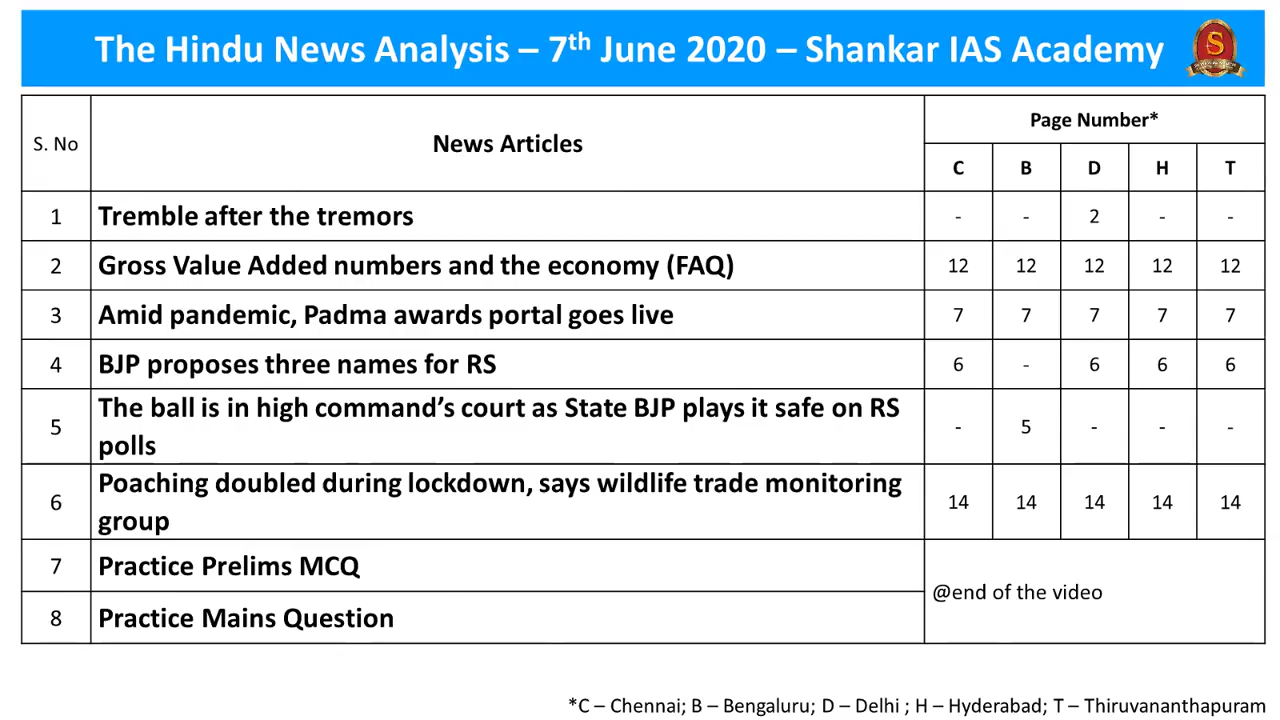 The Hindu News Analysis – 7th June 2020 – Shankar IAS Academy
S
S. No
News Articles
Page Number*
C B D H T
1 Tremble after the tremors - - 2 - -
2 Gross Value Added numbers and the economy (FAQ) 12 12 12 12 12
3 Amid pandemic, Padma awards portal goes live 7 7 7 7 7
4 BJP proposes three names for RS 6 - 6 6 6
The ball is in high command’s court as State BJP plays it safe on RS
5 polls - 5 - - -
Poaching doubled during lockdown, says wildlife trade monitoring
6 group 14 14 14 14 14
7 Practice Prelims MCQ
8 Practice Mains Question
@end of the video
*C – Chennai; B – Bengaluru; D – Delhi ; H – Hyderabad; T – Thiruvananthapuram